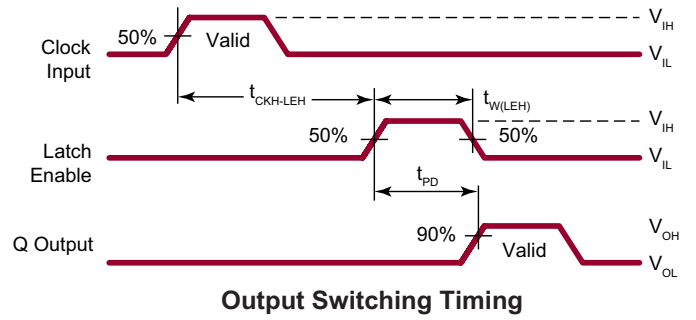 V_IH
50%
Valid
Clock
Input
V_IL
t_CKH-LEH
t_W(LEH)
V_IH
50%
50%
Latch
Enable
V_IL
t_PD
90%
Valid
Q Output
V_OH
V_OL
Output Switching Timing